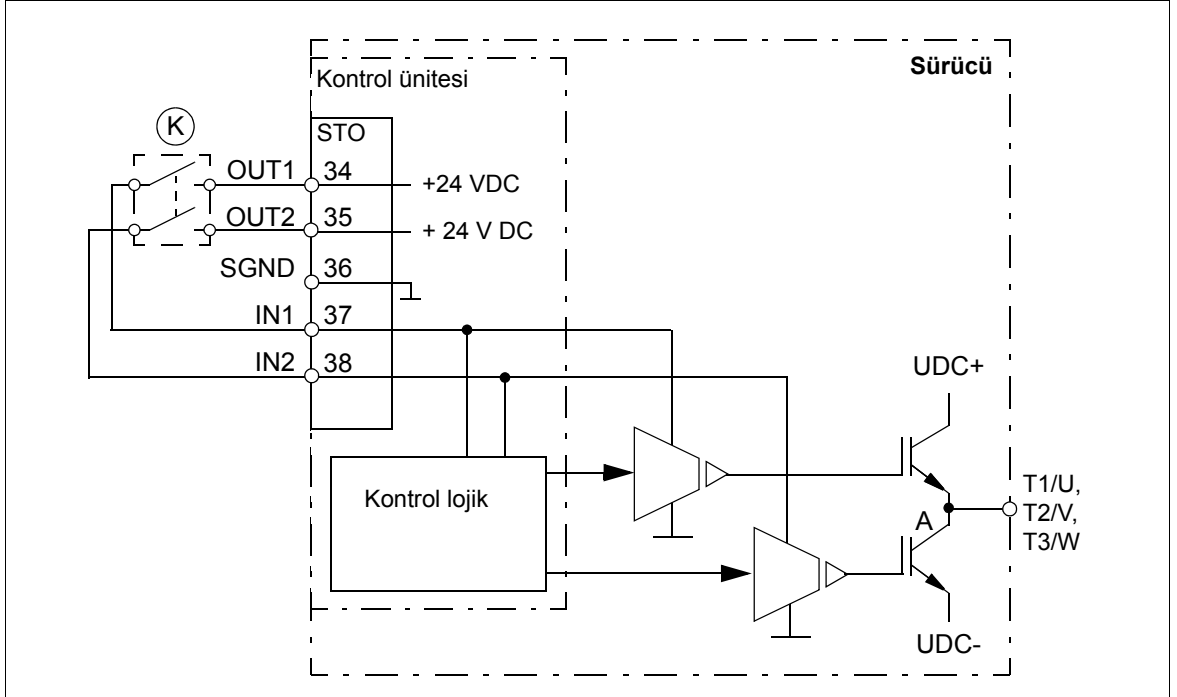 Sürücü
Kontrol ünitesi
K
STO
OUT1
34
+24 VDC
OUT2
35
+ 24 V DC
SGND
36
IN1
37
IN2
38
UDC+
Kontrol lojik
A
T1/U,
T2/V,
T3/W
UDC-